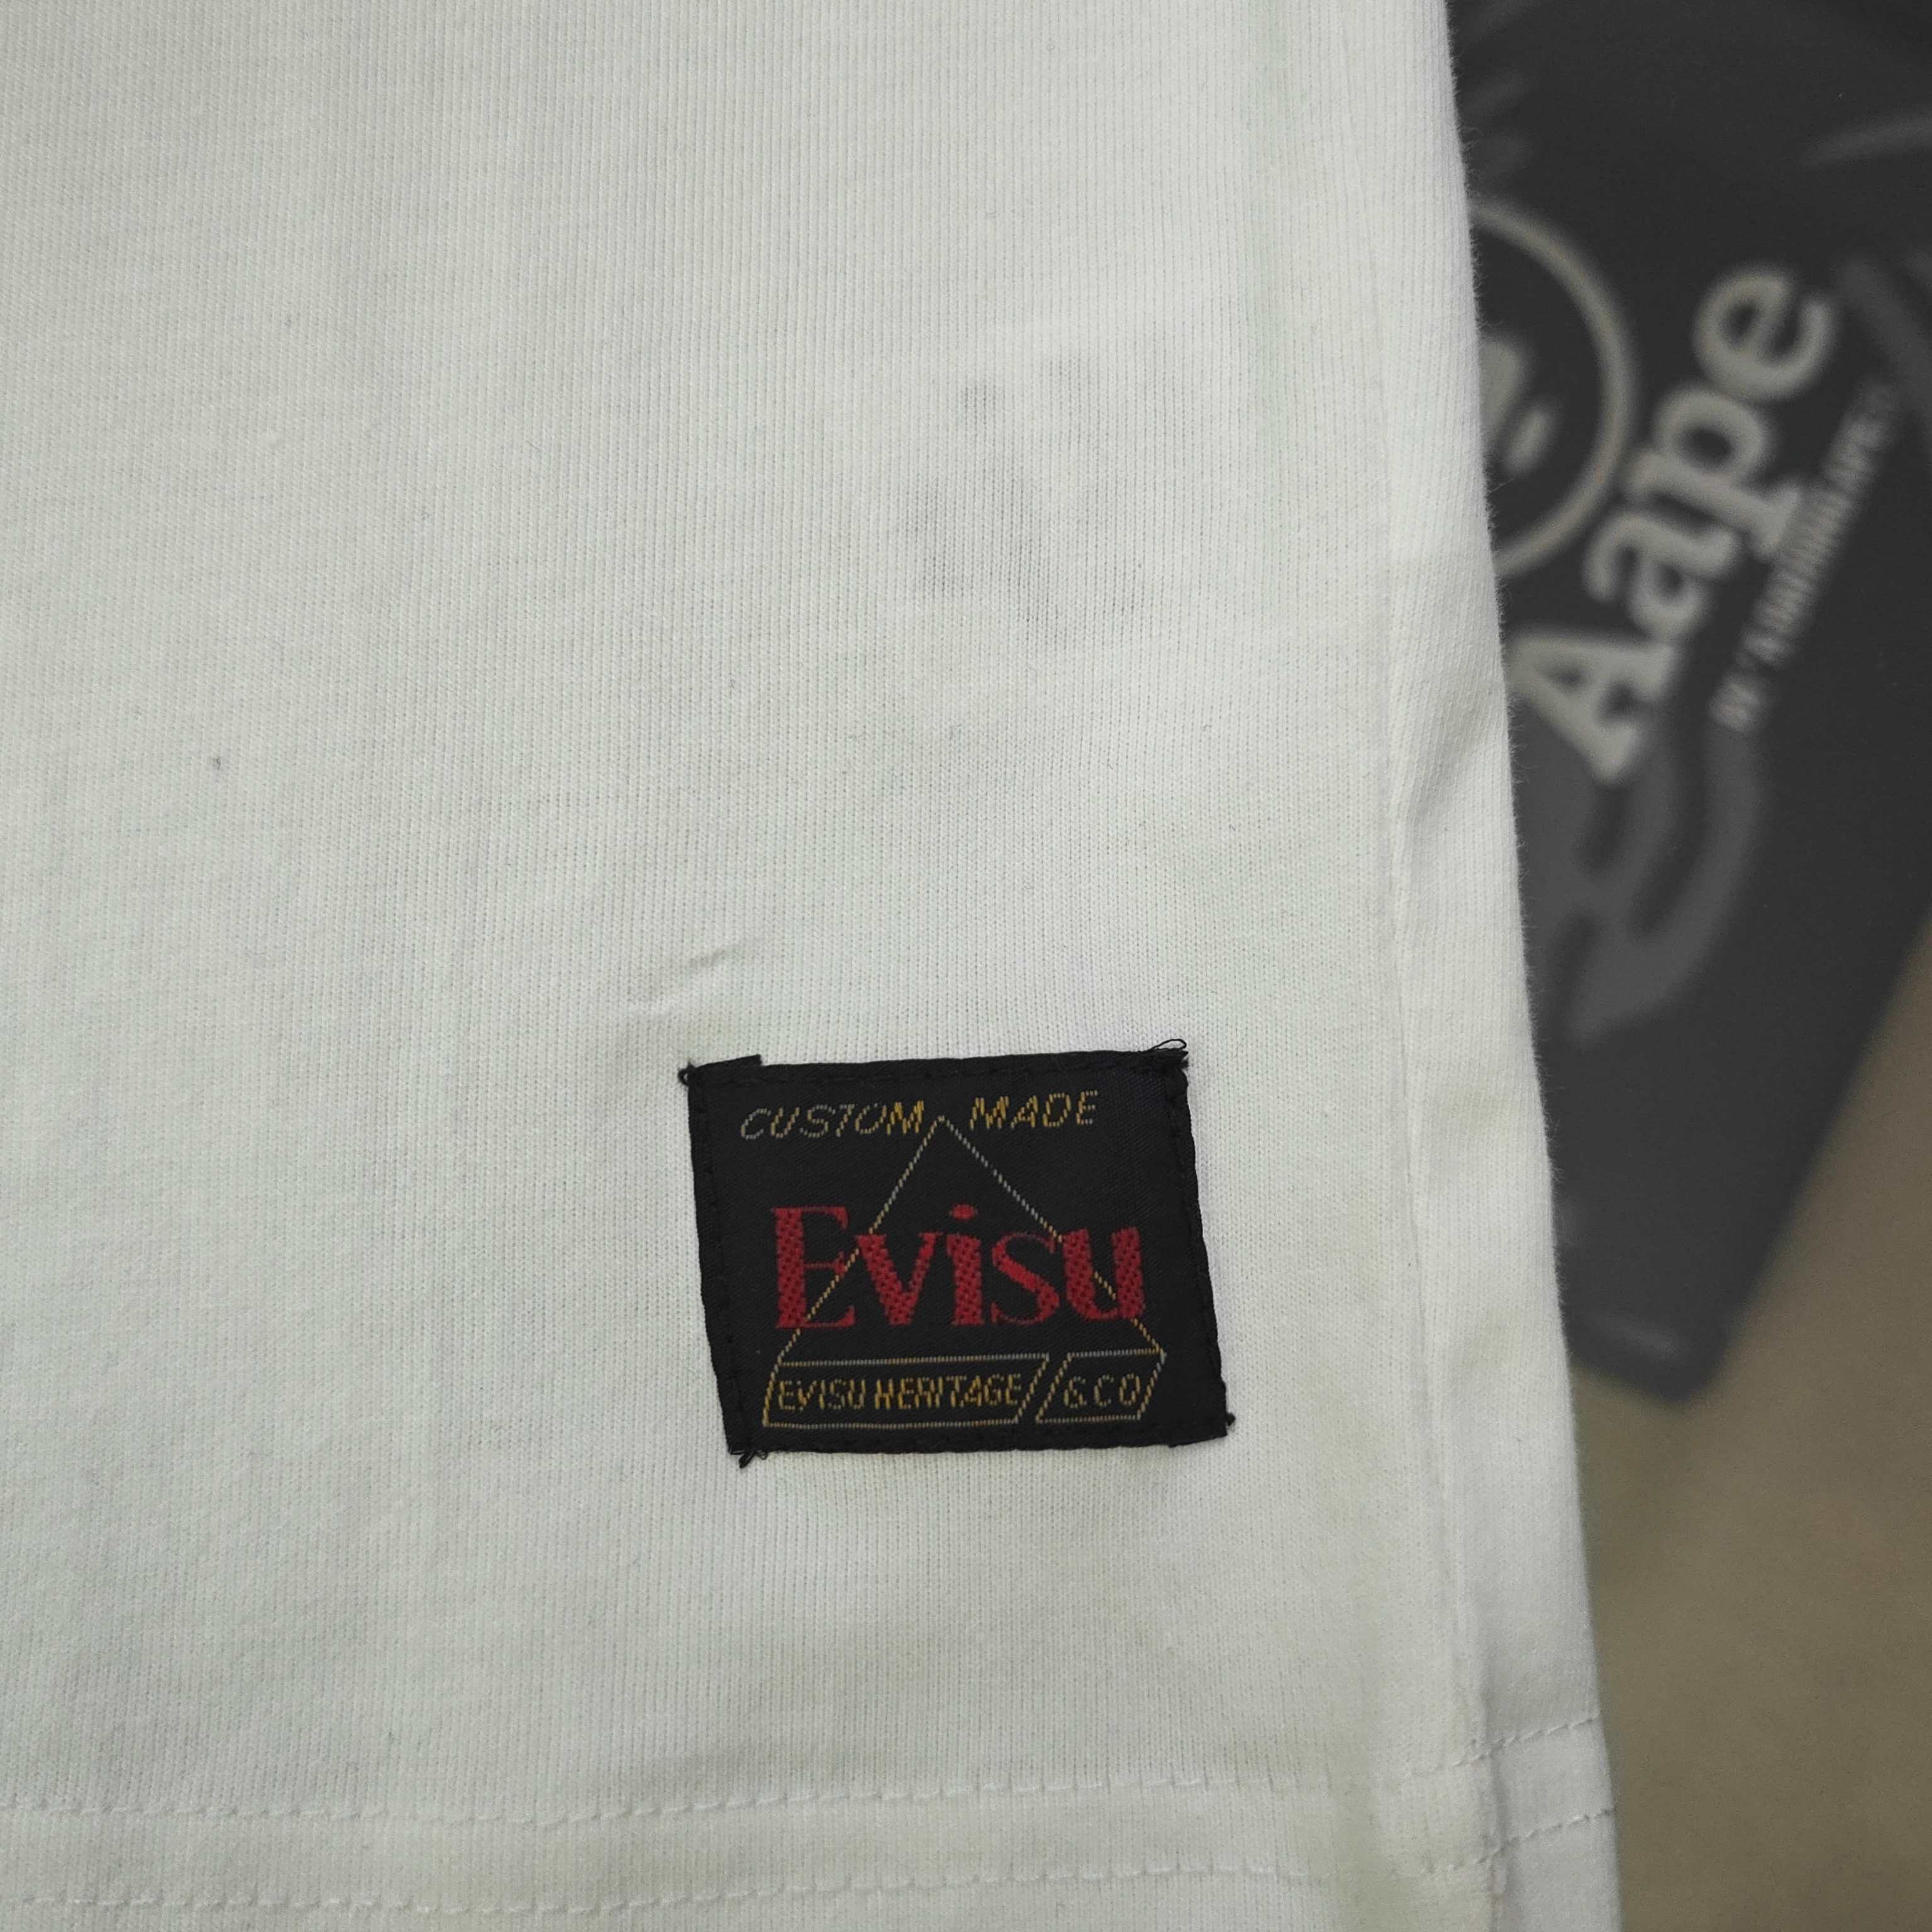 CUSTOM MADE
Evisu
EVISU HERITAGE & CO
Aape